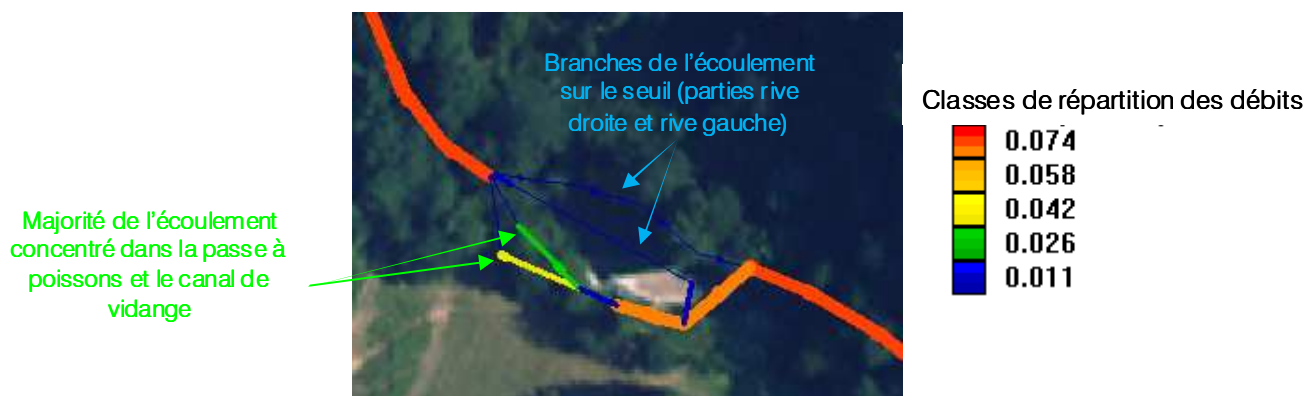 Branches de l'écoulement
sur le seuil (parties rive
droite et rive gauche)
Classes de répartition des débits
0.074
0.058
0.042
0.026
0.011
Majorité de l'écoulement
concentré dans la passe à
poissons et le canal de
vidange